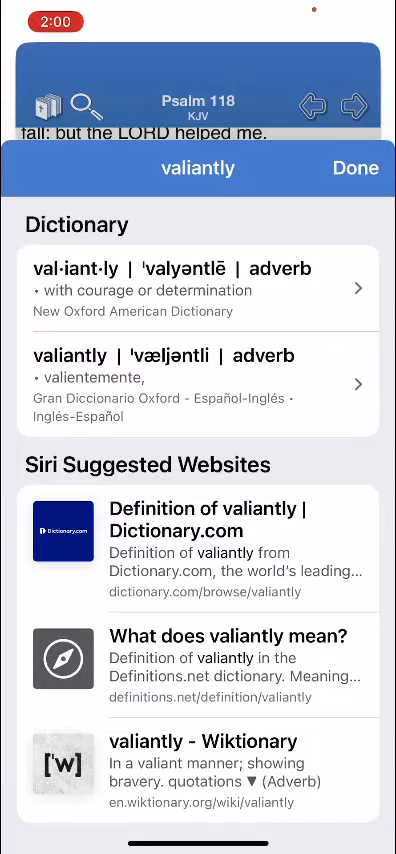 2:00
Psalm 118
KJV
fall: but the LORD helped me.
valiantly
Done
Dictionary
val·iant·ly | ˈvalyəntlē | adverb
• with courage or determination
New Oxford American Dictionary
valiantly | ˈvæljəntli | adverb
• valientemente,
Gran Diccionario Oxford - Español-Inglés •
Inglés-Español
Siri Suggested Websites
Dictionary.com
Definition of valiantly |
Dictionary.com
Definition of valiantly from
Dictionary.com, the world's leading...
dictionary.com/browse/valiantly
What does valiantly mean?
Definition of valiantly in the
Definitions.net dictionary. Meaning...
definitions.net/definition/valiantly
['w]
valiantly - Wiktionary
In a valiant manner; showing
bravery. quotations ▼ (Adverb)
en.wiktionary.org/wiki/valiantly